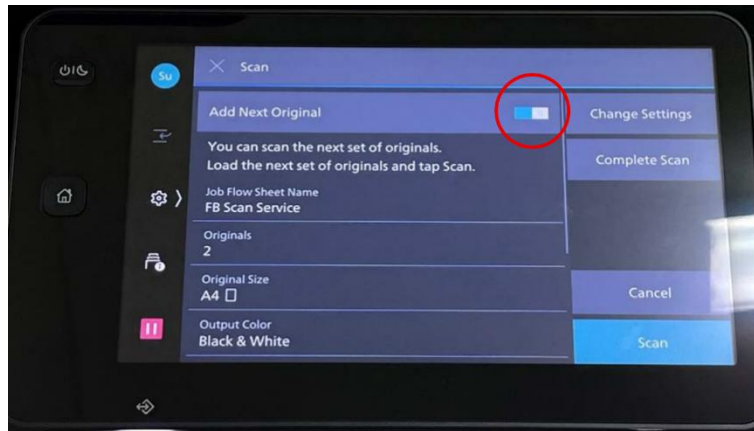 Su
Scan
Add Next Original
Change Settings
You can scan the next set of originals.
Load the next set of originals and tap Scan.
Complete Scan
Job Flow Sheet Name
FB Scan Service
Originals
2
Original Size
A4
Cancel
Output Color
Black & White
Scan